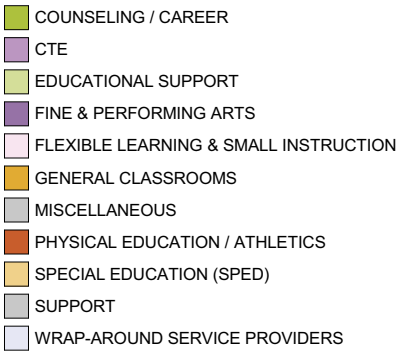 COUNSELING / CAREER
CTE
EDUCATIONAL SUPPORT
FINE & PERFORMING ARTS
FLEXIBLE LEARNING & SMALL INSTRUCTION
GENERAL CLASSROOMS
MISCELLANEOUS
PHYSICAL EDUCATION / ATHLETICS
SPECIAL EDUCATION (SPED)
SUPPORT
WRAP-AROUND SERVICE PROVIDERS